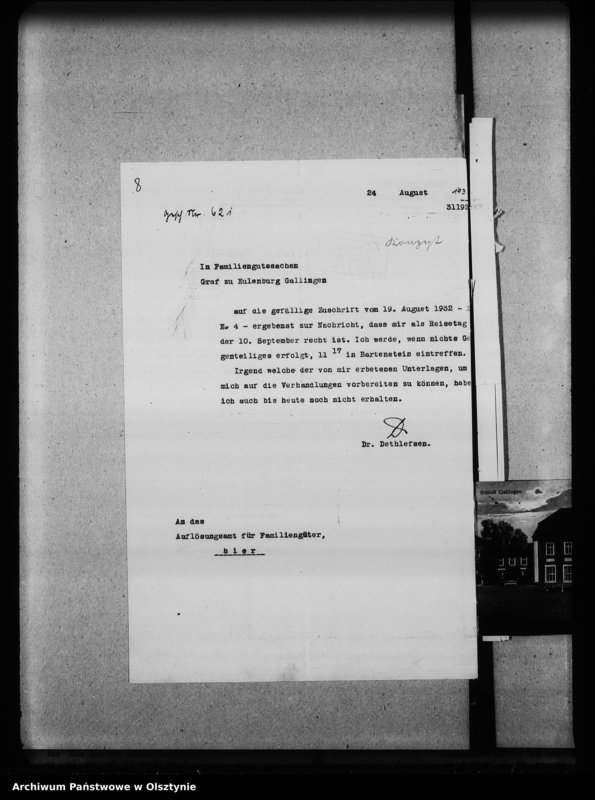 8
24 August 193
31192
Gesch. Nr. 621
Konzept
In Familiengutssachen
Graf zu Eulenburg Gallingen
auf die gefällige Zuschrift vom 19. August 1932 -
E. 4 - ergebenst zur Nachricht, dass mir als Reisetag
der 10. September recht ist. Ich werde, wenn nichts Ge
genteiliges erfolgt, 11 17 in Bartenstein eintreffen.
Irgend welche der von mir erbetenen Unterlagen, um
mich auf die Verhandlungen vorbereiten zu können, habe
ich auch bis heute noch nicht erhalten.
D
Dr. Dethlefsen.
Schloß Gallingen
An das
Auflösungsamt für Familiengüter,
h i e r
Archiwum Państwowe w Olsztynie